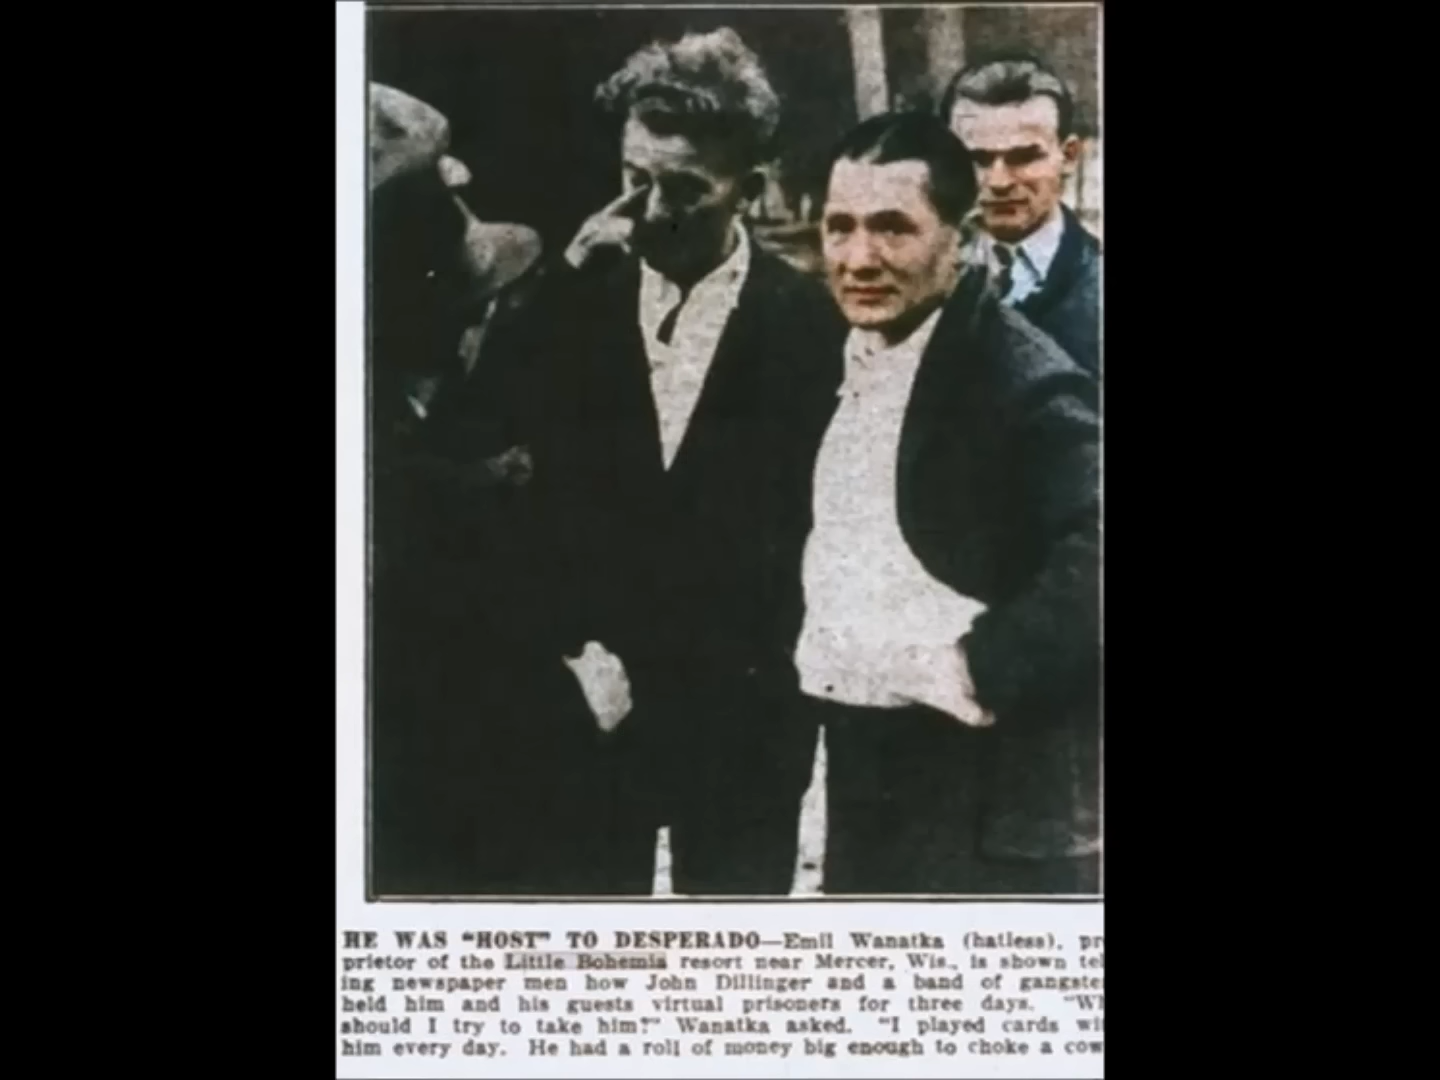 HE WAS "HOST" TO DESPERADO—Emil Wanatka (hatless), pr
prietor of the Little Bohemia resort near Mercer, Wis., is shown tel
ing newspaper men how John Dillinger and a band of gangste
held him and his guests virtual prisoners for three days. "Wh
should I try to take him?" Wanatka asked. "I played cards wi
him every day. He had a roll of money big enough to choke a cow